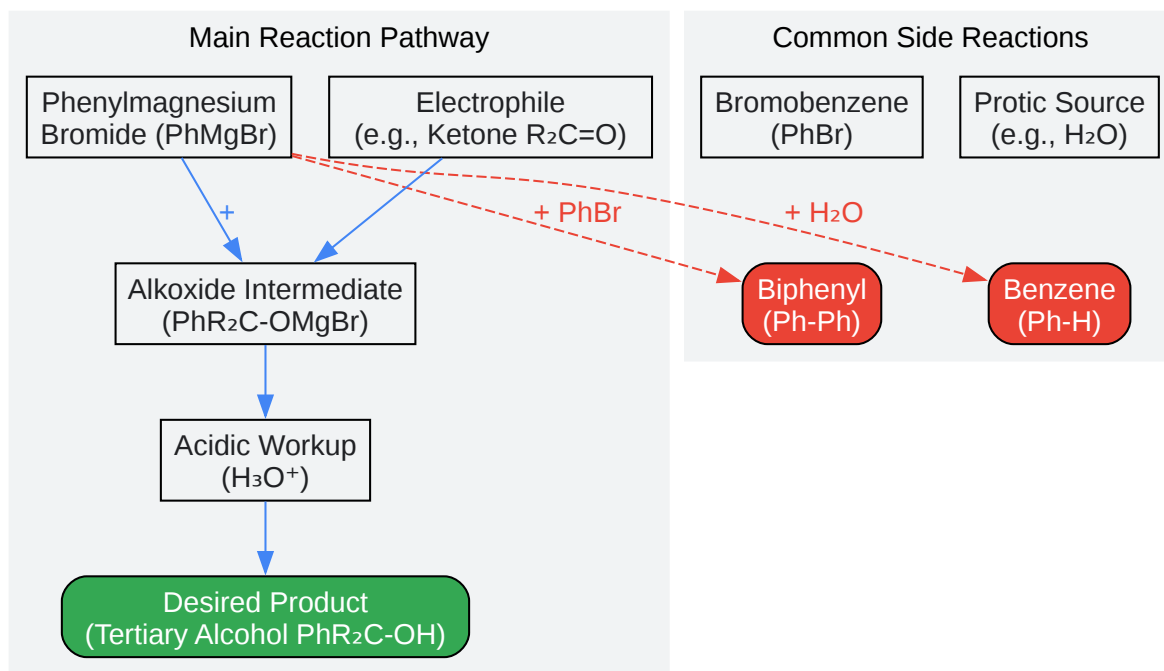 Main Reaction Pathway
Phenylmagnesium
Bromide (PhMgBr)
Electrophile
(e.g., Ketone R₂C=O)
+
Alkoxide Intermediate
(PhR₂C-OMgBr)
Acidic Workup
(H₃O⁺)
Desired Product
(Tertiary Alcohol PhR₂C-OH)
Common Side Reactions
Bromobenzene
(PhBr)
Protic Source
(e.g., H₂O)
+ PhBr
+ H₂O
Biphenyl
(Ph-Ph)
Benzene
(Ph-H)